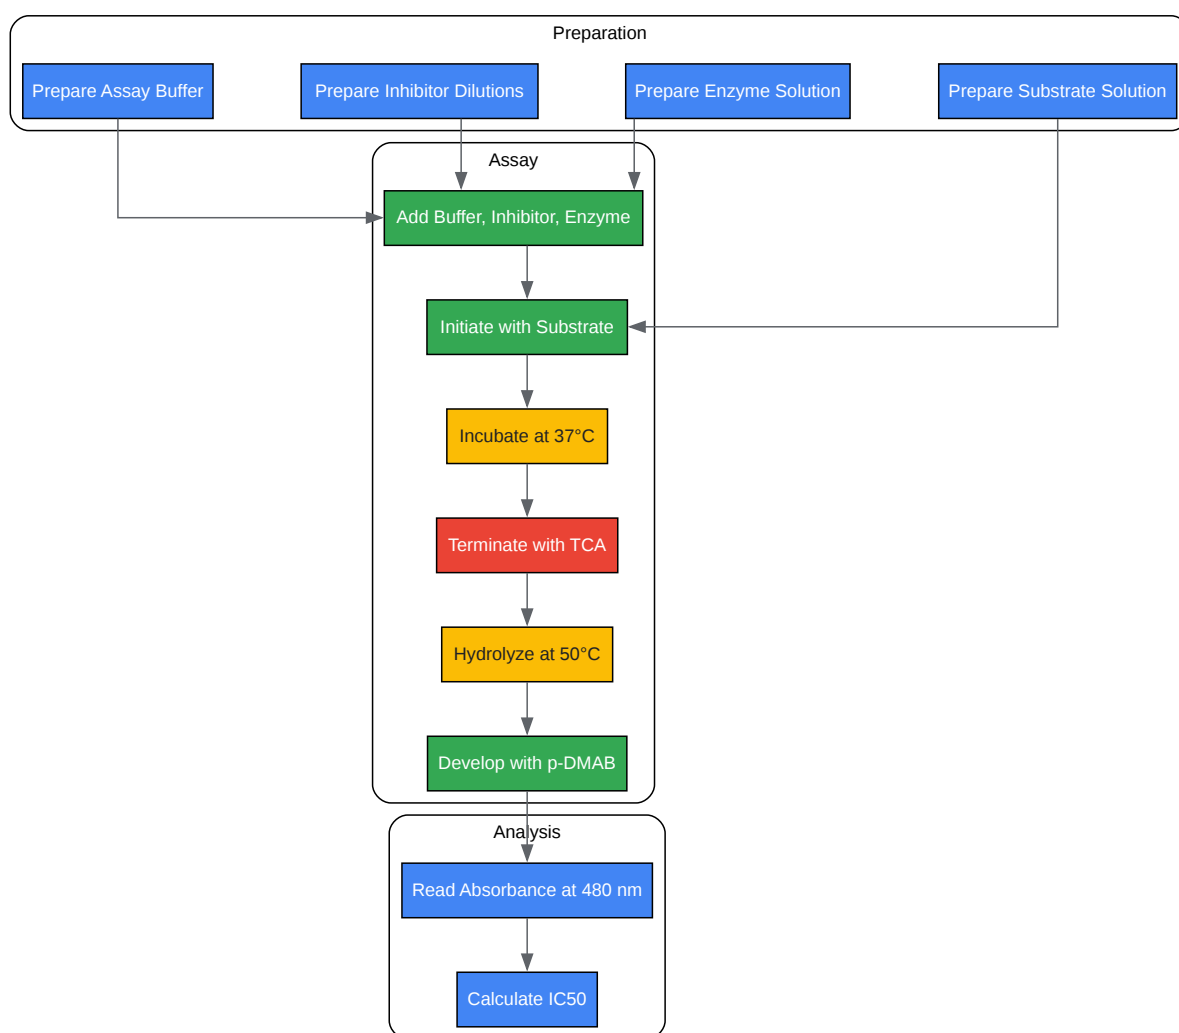 Preparation
Prepare Assay Buffer
Prepare Inhibitor Dilutions
Prepare Enzyme Solution
Prepare Substrate Solution
Assay
Add Buffer, Inhibitor, Enzyme
Initiate with Substrate
Incubate at 37°C
Terminate with TCA
Hydrolyze at 50°C
Develop with p-DMAB
Analysis
Read Absorbance at 480 nm
Calculate IC50